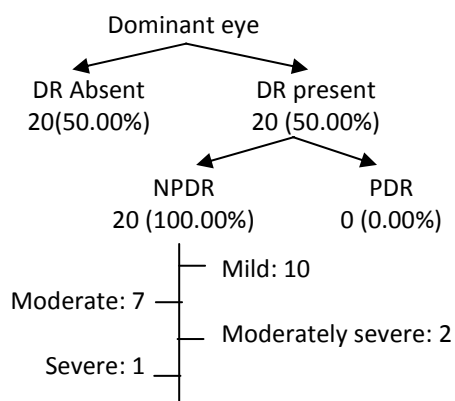 Dominant eye
DR Absent
20(50.00%)
DR present
20 (50.00%)
NPDR
20 (100.00%)
PDR
0 (0.00%)
Mild: 10
Moderate: 7
Moderately severe: 2
Severe: 1